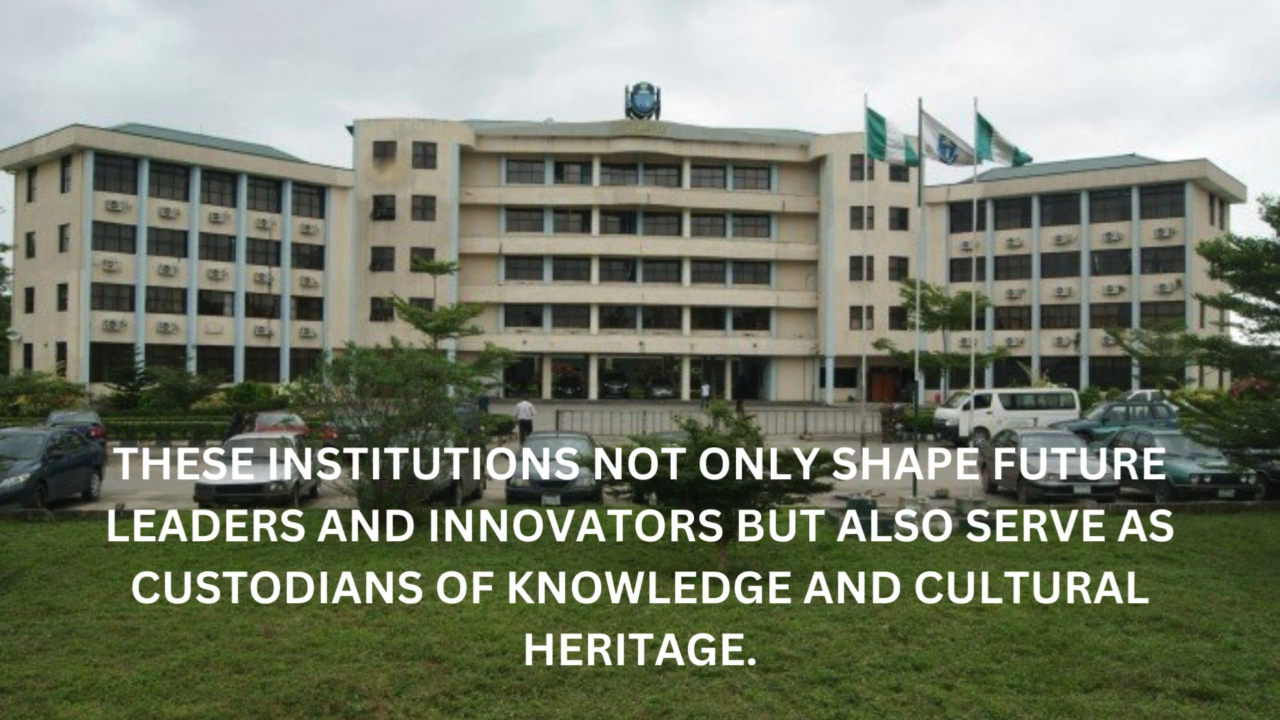 THESE INSTITUTIONS NOT ONLY SHAPE FUTURE
LEADERS AND INNOVATORS BUT ALSO SERVE AS
CUSTODIANS OF KNOWLEDGE AND CULTURAL
HERITAGE.